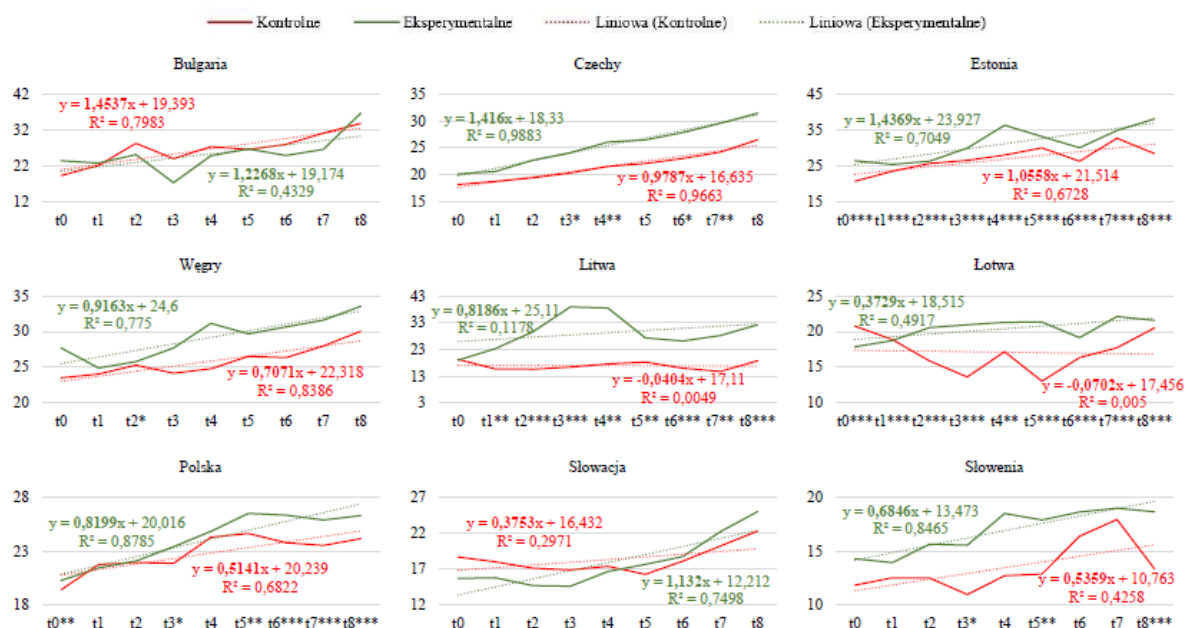 Kontrolne Eksperymentalne Liniowa (Kontrolne) Liniowa (Eksperymentalne)
Bułgaria
42
32
22
12
y = 1,4537x + 19,393
R² = 0,7983
y = 1,2268x + 19,174
R² = 0,4329
t0 t1 t2 t3 t4 t5 t6 t7 t8
Czechy
35
30
25
20
15
y = 1,416x + 18,33
R² = 0,9883
y = 0,9787x + 16,635
R² = 0,9663
t0 t1 t2 t3* t4** t5 t6* t7** t8
Estonia
45
35
25
15
y = 1,4369x + 23,927
R² = 0,7049
y = 1,0558x + 21,514
R² = 0,6728
t0*** t1*** t2*** t3*** t4*** t5*** t6*** t7*** t8***
Węgry
35
30
25
20
y = 0,9163x + 24,6
R² = 0,775
y = 0,7071x + 22,318
R² = 0,8386
t0 t1 t2* t3 t4 t5 t6 t7 t8
Litwa
43
33
23
13
3
y = 0,8186x + 25,11
R² = 0,1178
y = -0,0404x + 17,11
R² = 0,0049
t0 t1** t2*** t3*** t4** t5** t6*** t7** t8***
Łotwa
25
20
15
10
y = 0,3729x + 18,515
R² = 0,4917
y = -0,0702x + 17,456
R² = 0,005
t0*** t1*** t2*** t3*** t4** t5** t6*** t7*** t8***
Polska
28
23
18
y = 0,8199x + 20,016
R² = 0,8785
y = 0,5141x + 20,239
R² = 0,6822
t0** t1 t2 t3* t4 t5** t6*** t7*** t8***
Słowacja
27
22
17
12
y = 0,3753x + 16,432
R² = 0,2971
y = 1,132x + 12,212
R² = 0,7498
t0 t1 t2 t3 t4 t5 t6* t7 t8
Słowenia
20
15
10
y = 0,6846x + 13,473
R² = 0,8465
y = 0,5359x + 10,763
R² = 0,4258
t0 t1 t2 t3* t4 t5** t6 t7 t8***